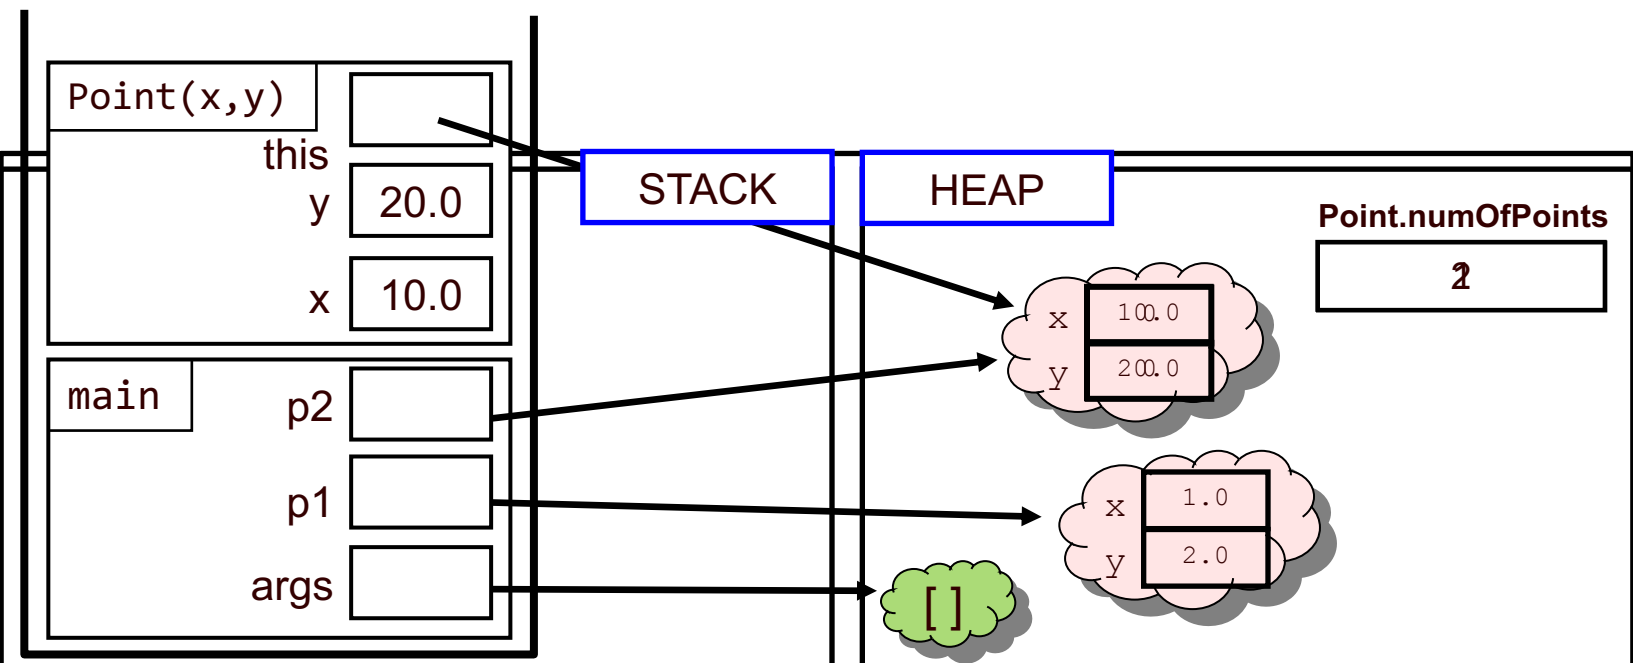 Point(x,y)
this
y 20.0
x 10.0
main
p2
p1
args
STACK
HEAP
Point.numOfPoints
x
y
x 1.0
y 2.0
[]